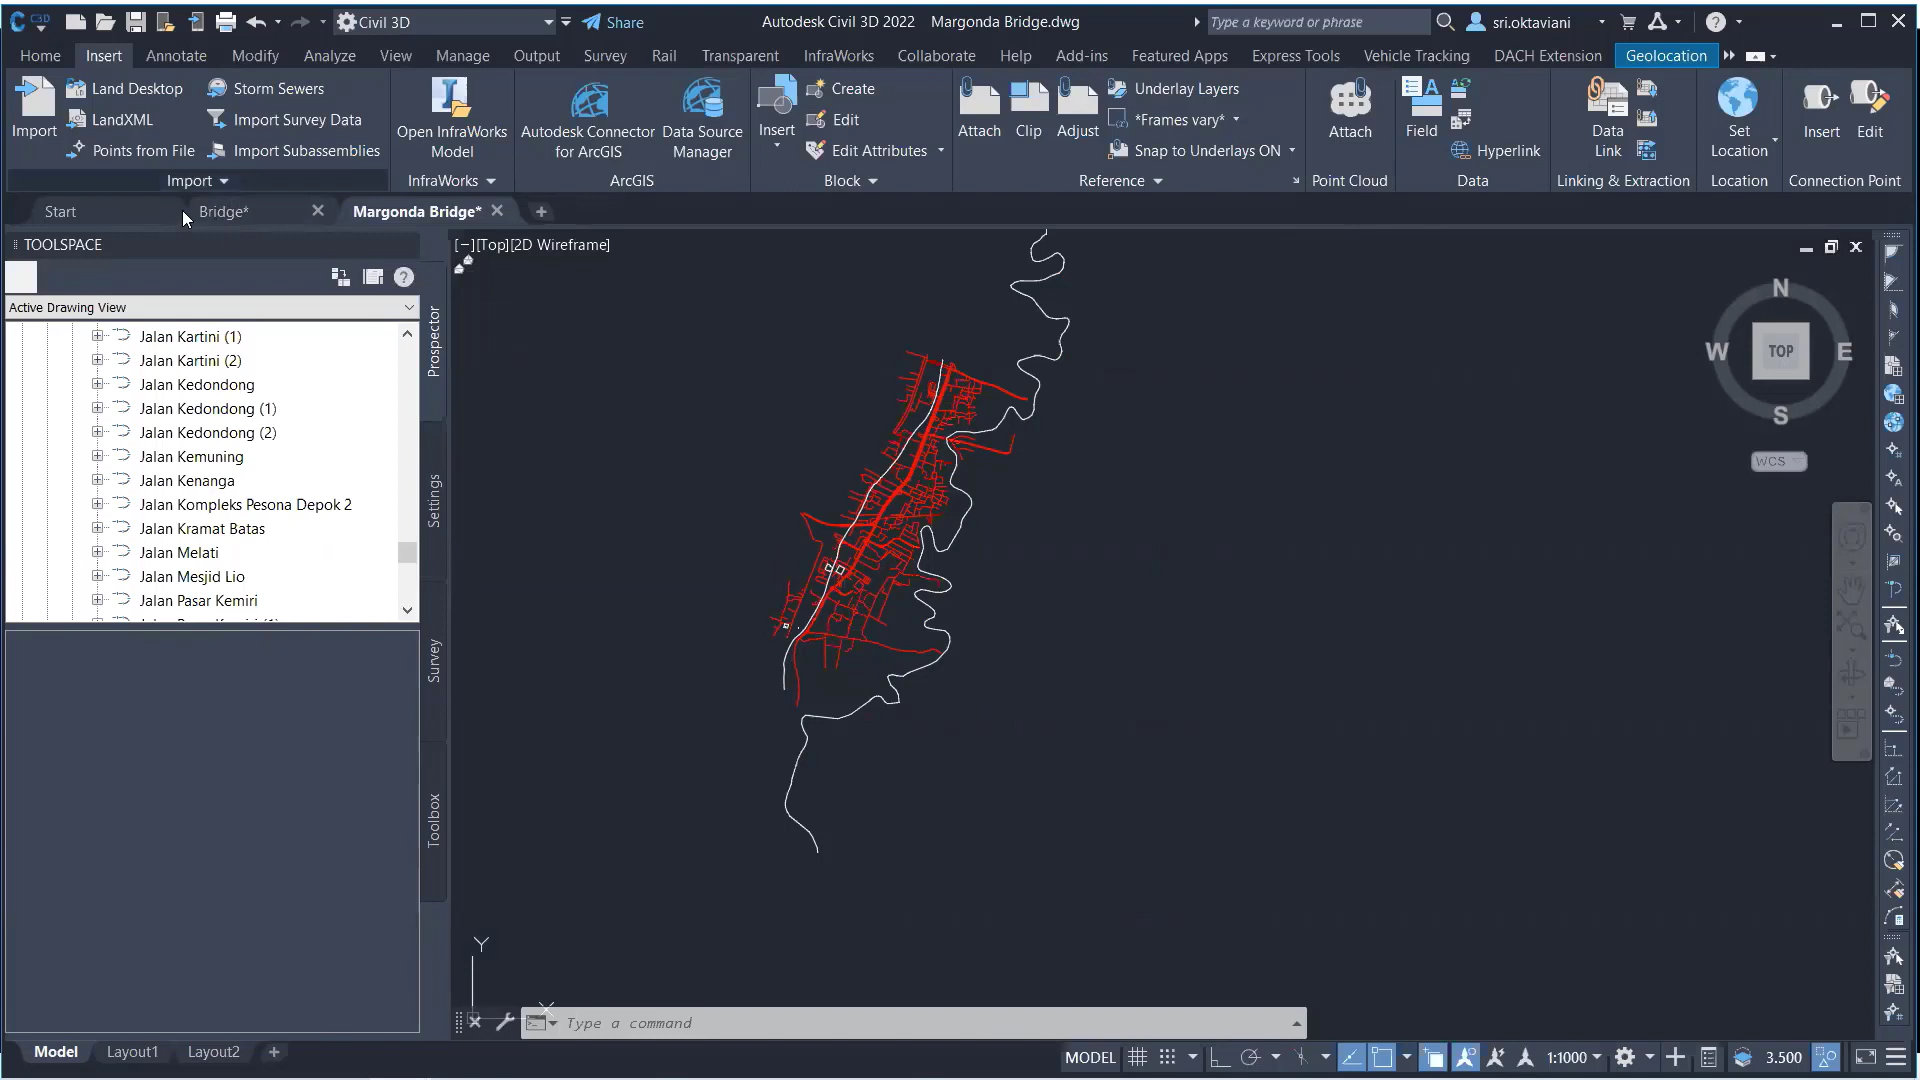 C 3D Civil 3D Share Autodesk Civil 3D 2022 Margonda Bridge.dwg Type a keyword or phrase sri.oktaviani
Home Insert Annotate Modify Analyze View Manage Output Survey Rail Transparent InfraWorks Collaborate Help Add-ins Featured Apps Express Tools Vehicle Tracking DACH Extension Geolocation
Import
Land Desktop
LandXML
Points from File
Storm Sewers
Import Survey Data
Import Subassemblies
Import
Open InfraWorks
Model
InfraWorks
Autodesk Connector
for ArcGIS
Data Source
Manager
ArcGIS
Insert
Create
Edit
Edit Attributes
Block
Attach
Clip
Adjust
Underlay Layers
*Frames vary*
Snap to Underlays ON
Reference
Attach
Point Cloud
Field
Hyperlink
Data
Data
Link
Linking & Extraction
Set
Location
Location
Insert
Edit
Connection Point
Start Bridge* Margonda Bridge*
TOOLSPACE
Active Drawing View
Jalan Kartini (1)
Jalan Kartini (2)
Jalan Kedondong
Jalan Kedondong (1)
Jalan Kedondong (2)
Jalan Kemuning
Jalan Kenanga
Jalan Kompleks Pesona Depok 2
Jalan Kramat Batas
Jalan Melati
Jalan Mesjid Lio
Jalan Pasar Kemiri
Prospector
Settings
Survey
Toolbox
[−][Top][2D Wireframe]
N
W TOP E
S
WCS
Y
X
Type a command
Model Layout1 Layout2
MODEL 1:1000 3.500